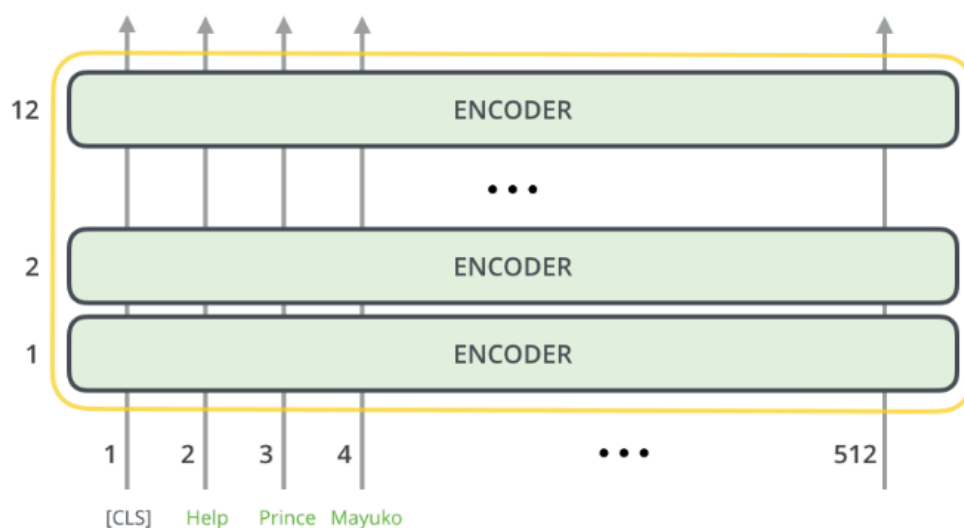 12 ENCODER
•••
2 ENCODER
1 ENCODER
1 2 3 4 ••• 512
[CLS] Help Prince Mayuko